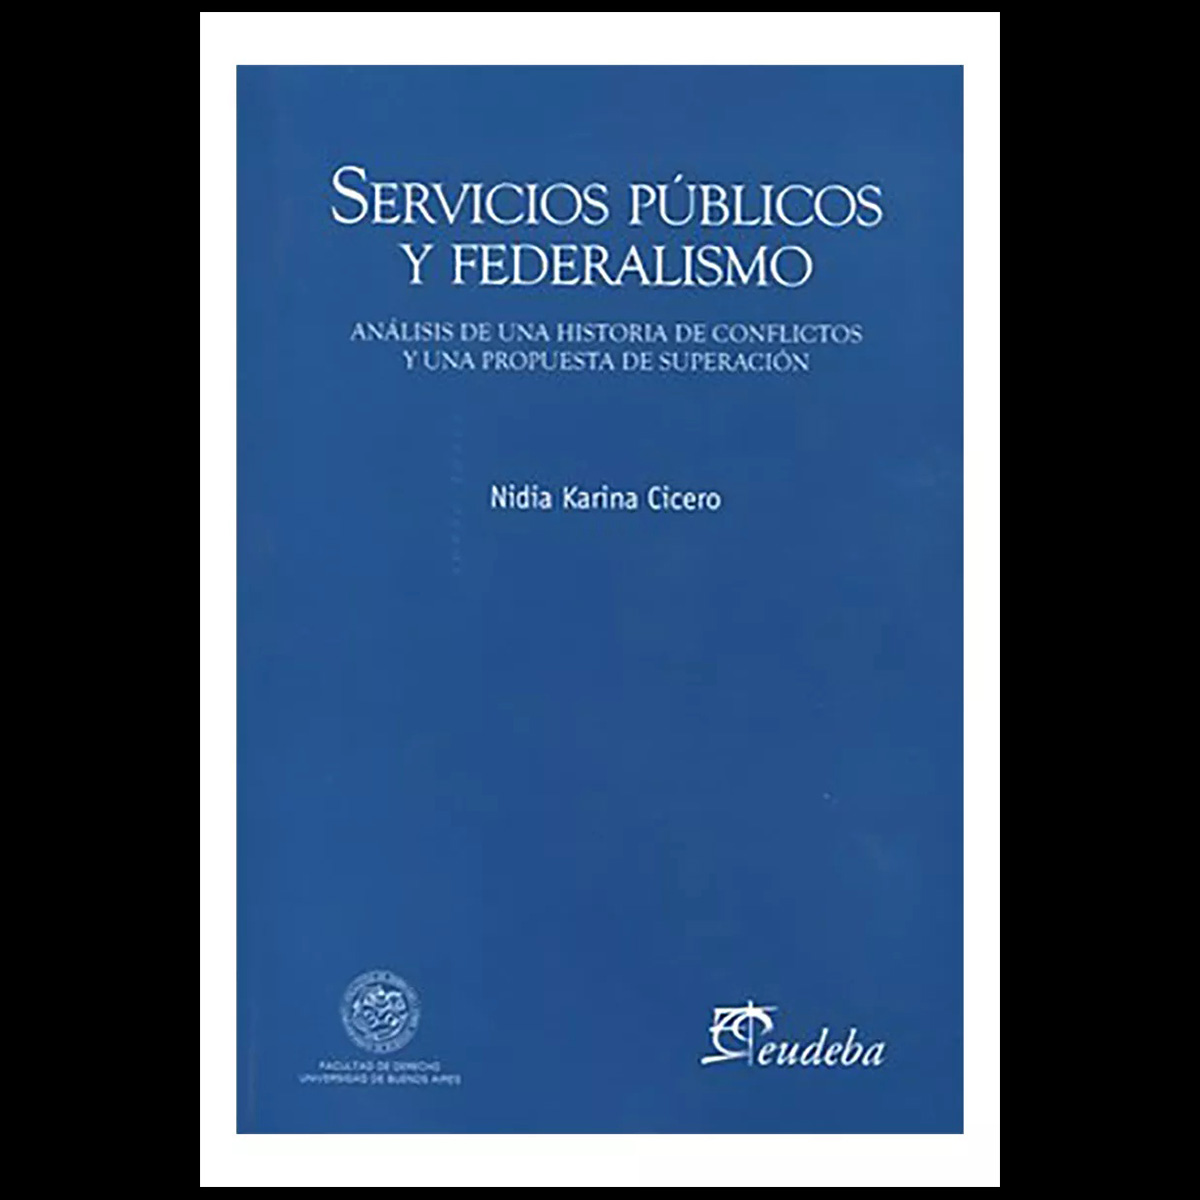 SERVICIOS PÚBLICOS
Y FEDERALISMO
ANÁLISIS DE UNA HISTORIA DE CONFLICTOS
Y UNA PROPUESTA DE SUPERACIÓN
Nidia Karina Cicero
FACULTAD DE DERECHO
UNIVERSIDAD DE BUENOS AIRES
eudeba